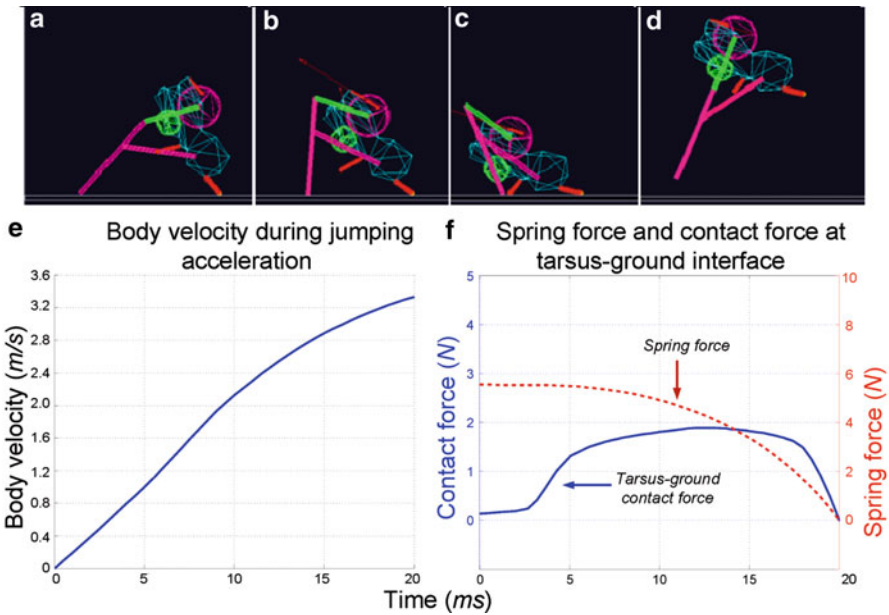 a
b
c
d
e
Body velocity during jumping
acceleration
Body velocity (m/s)
3.6
3.2
2.8
2.4
2.0
1.6
1.2
0.8
0.4
0
0 5 10 15 20
f
Spring force and contact force at
tarsus-ground interface
Contact force (N)
5
4
3
2
1
0
Spring force
Tarsus-ground
contact force
10
8
6
4
2
0
Spring force (N)
0 5 10 15 20
Time (ms)